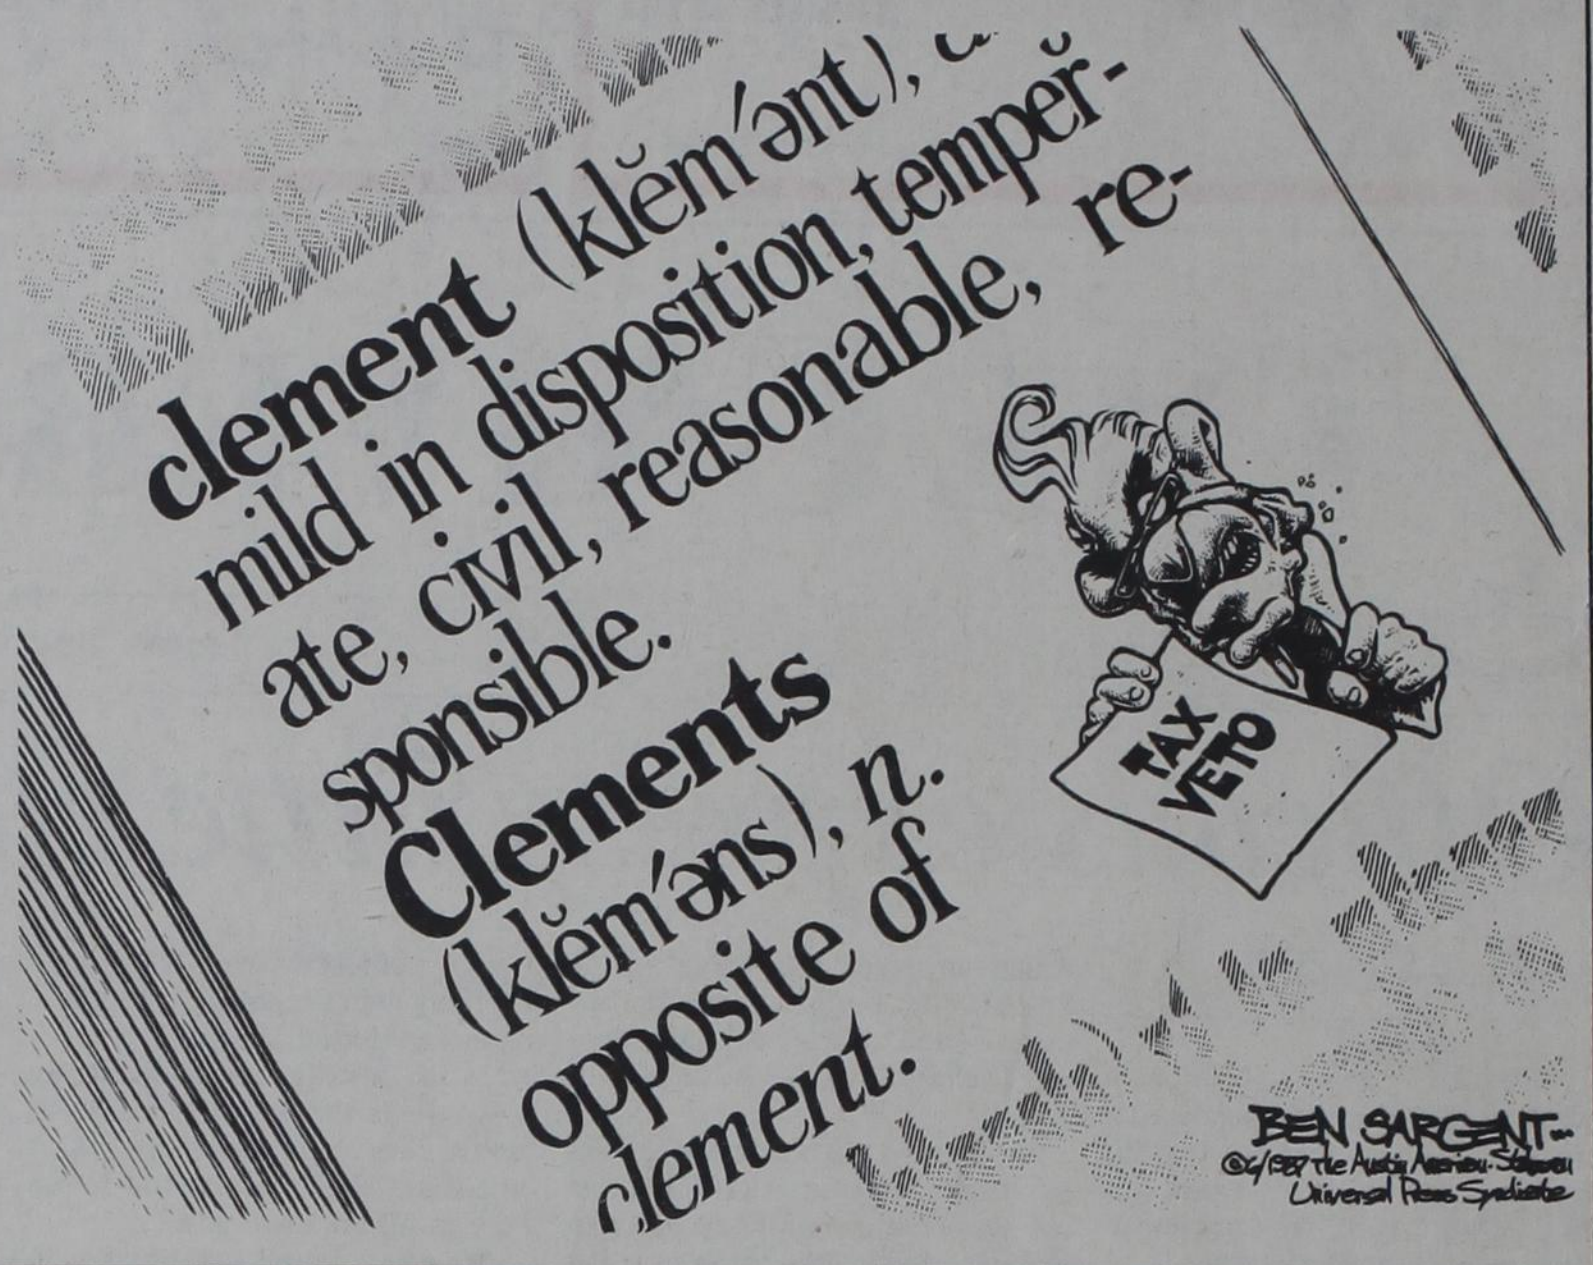 clement (klĕm′ənt),
mild in disposition, temper-
ate, civil, reasonable, re-
sponsible.
Clements
(klĕm′əns), n.
opposite of
clement.
TAX
VETO
BEN SARGENT
©6/1987 The Austin American-Statesman
Universal Press Syndicate